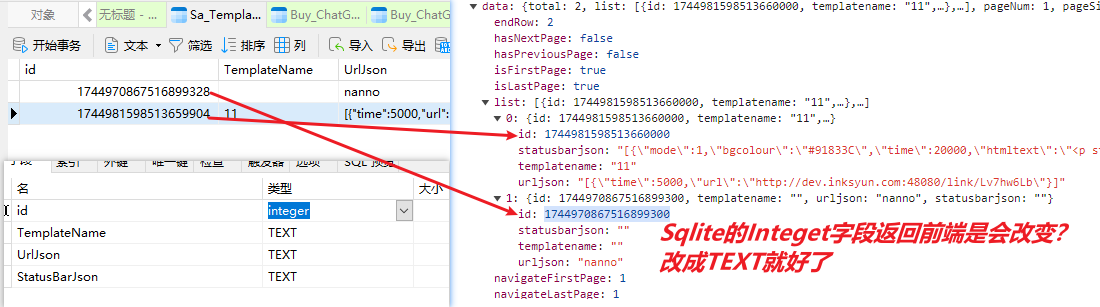 对象
无标题 - ...
Sa_Templa...
Buy_ChatG...
Buy_ChatG...
开始事务
文本
筛选
排序
列
导入
导出
id TemplateName UrlJson
1744970867516899328 nanno
1744981598513659904 11 [{"time":5000,"url":
字段 索引 外键 唯一键 检查 触发器 选项 SQL 预览
名 类型 大小
id integer
TemplateName TEXT
UrlJson TEXT
StatusBarJson TEXT
data: {total: 2, list: [{id: 1744981598513660000, templatename: "11",…},…], pageNum: 1, pageSi
endRow: 2
hasNextPage: false
hasPreviousPage: false
isFirstPage: true
isLastPage: true
list: [{id: 1744981598513660000, templatename: "11",…},…]
0: {id: 1744981598513660000, templatename: "11",…}
id: 1744981598513660000
statusbarjson: "[{\"mode\":1,\"bgcolour\":\"#91833C\",\"time\":20000,\"htmltext\":\"<p st
templatename: "11"
urljson: "[{\"time\":5000,\"url\":\"http://dev.inksyun.com:48080/link/Lv7hw6Lb\"}]"
1: {id: 1744970867516899300, templatename: "", urljson: "nanno", statusbarjson: ""}
id: 1744970867516899300
statusbarjson: ""
templatename: ""
urljson: "nanno"
navigateFirstPage: 1
navigateLastPage: 1
Sqlite的Integet字段返回前端是会改变?
改成TEXT就好了